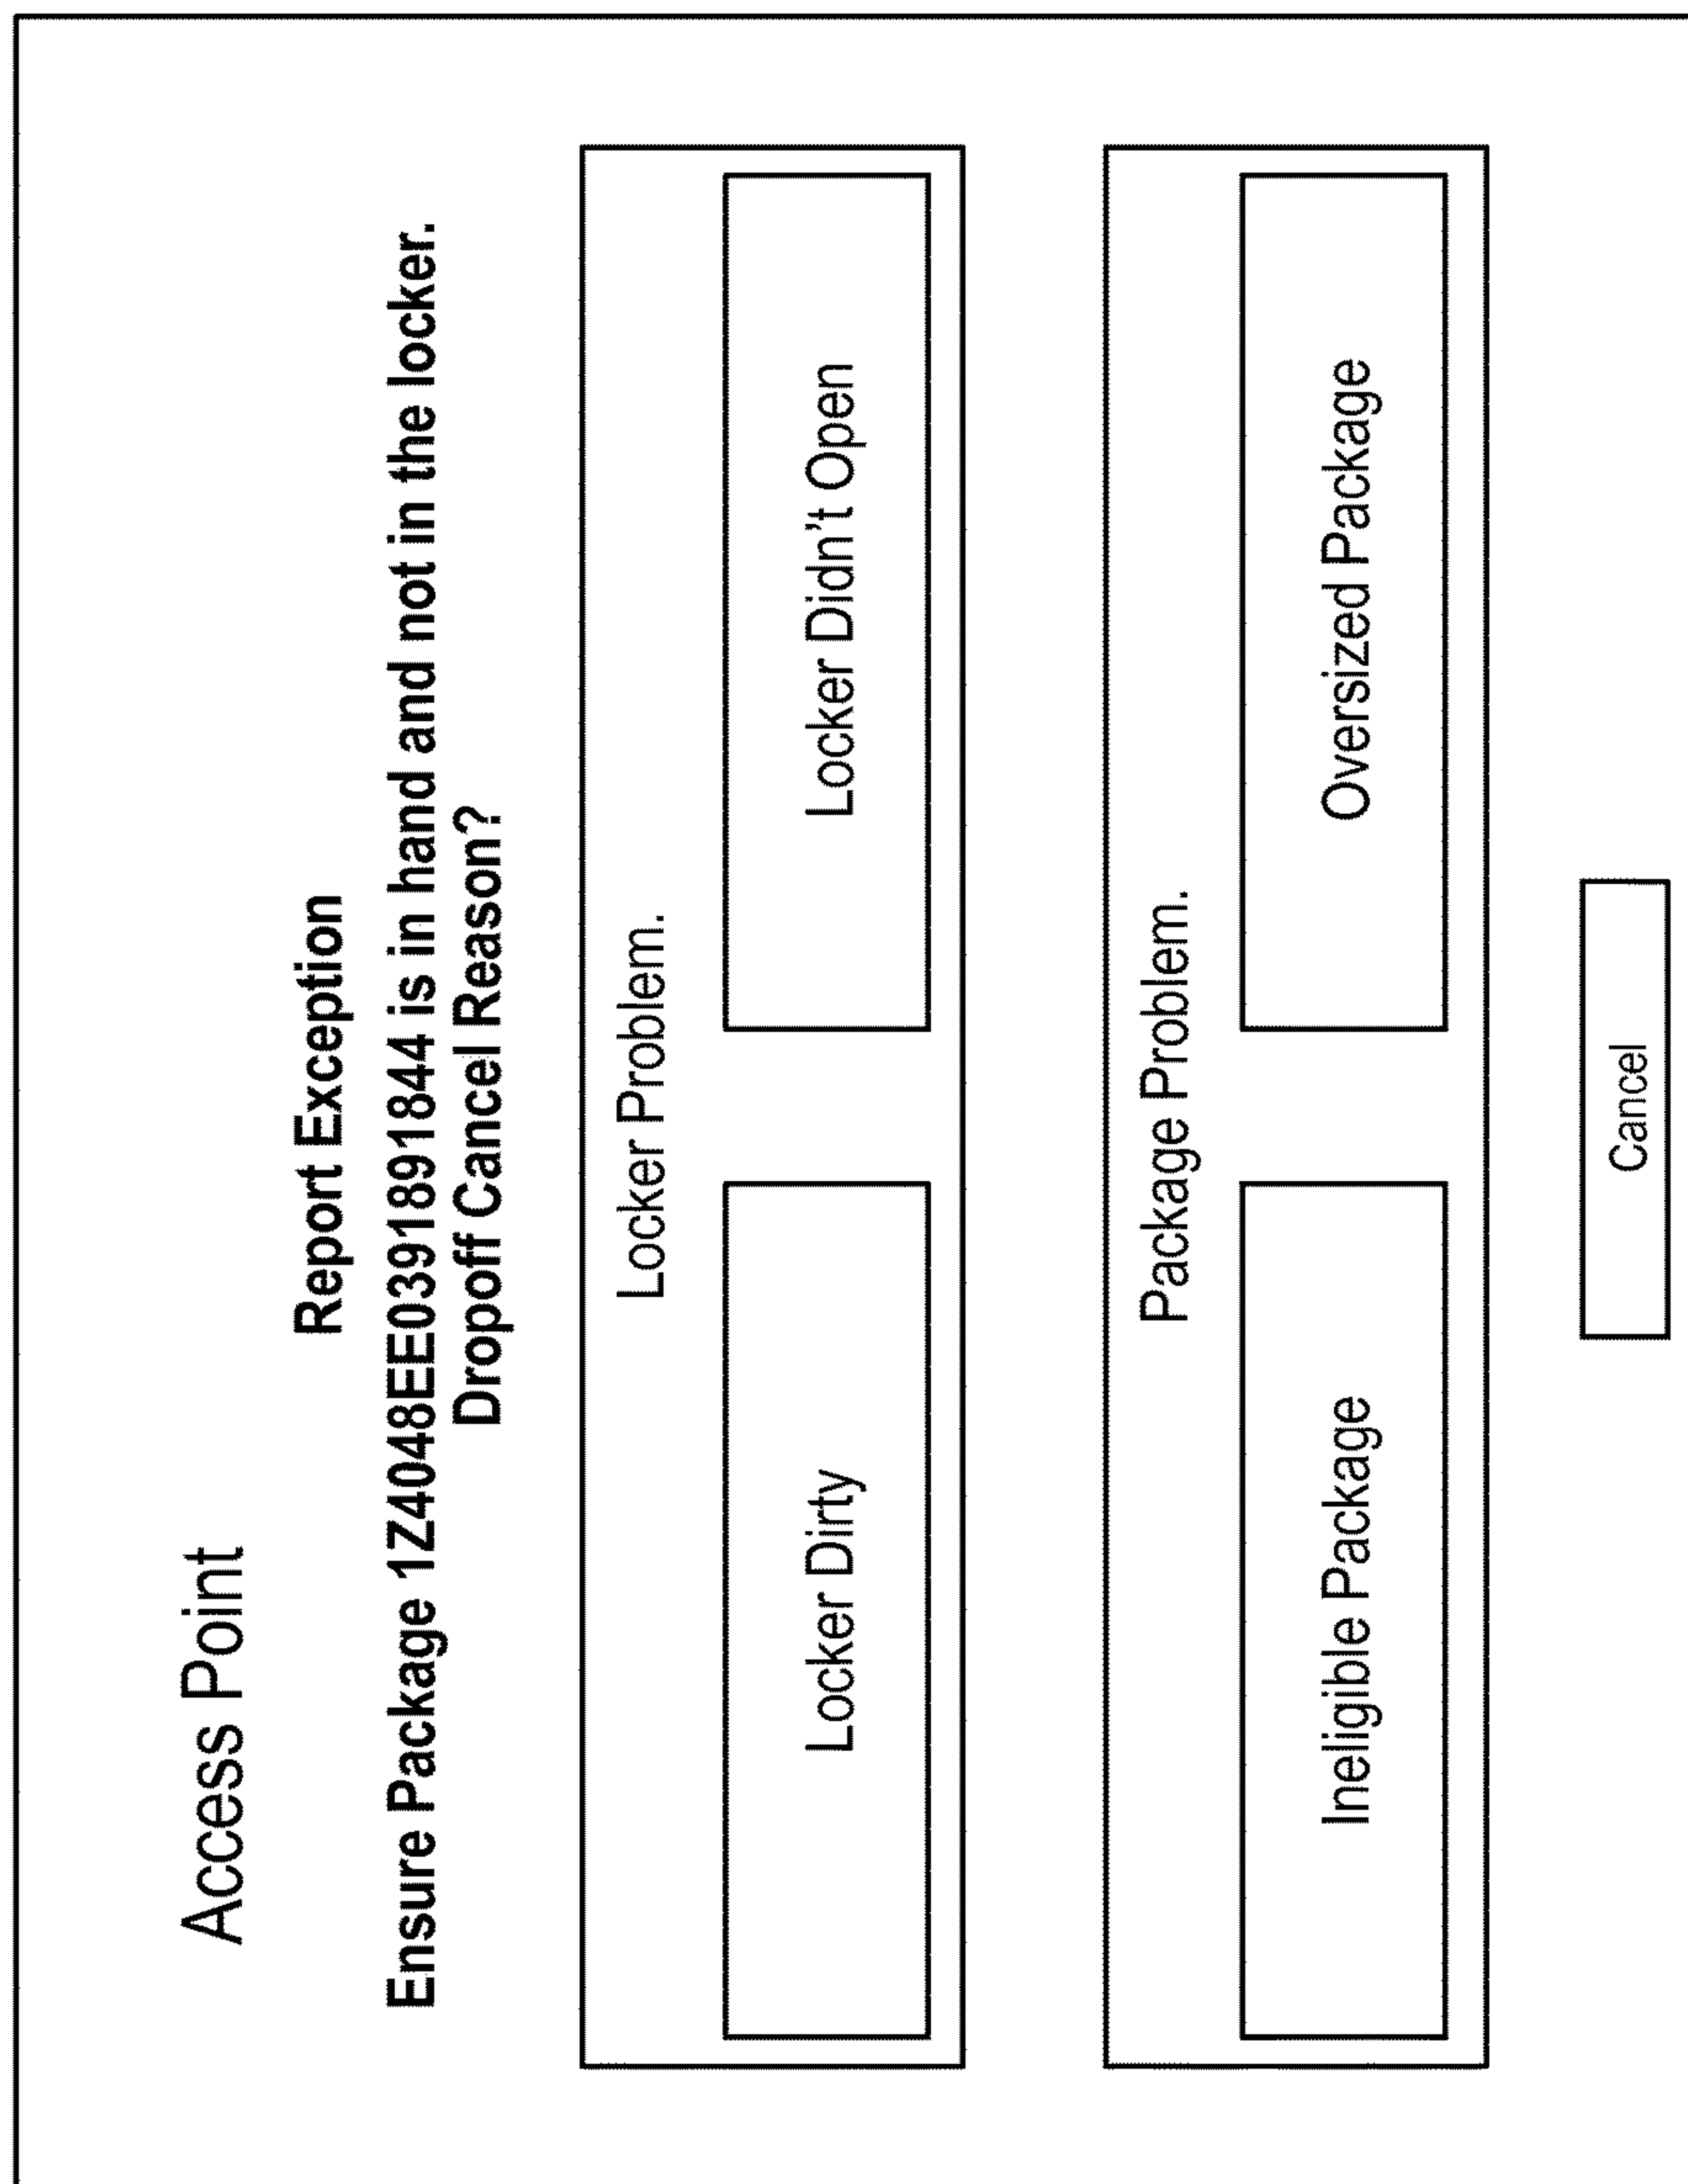 Access Point
Report Exception
Ensure Package 1Z4048EE0391891844 is in hand and not in the locker.
Dropoff Cancel Reason?
Locker Problem.
Locker Dirty
Locker Didn't Open
Package Problem.
Ineligible Package
Oversized Package
Cancel